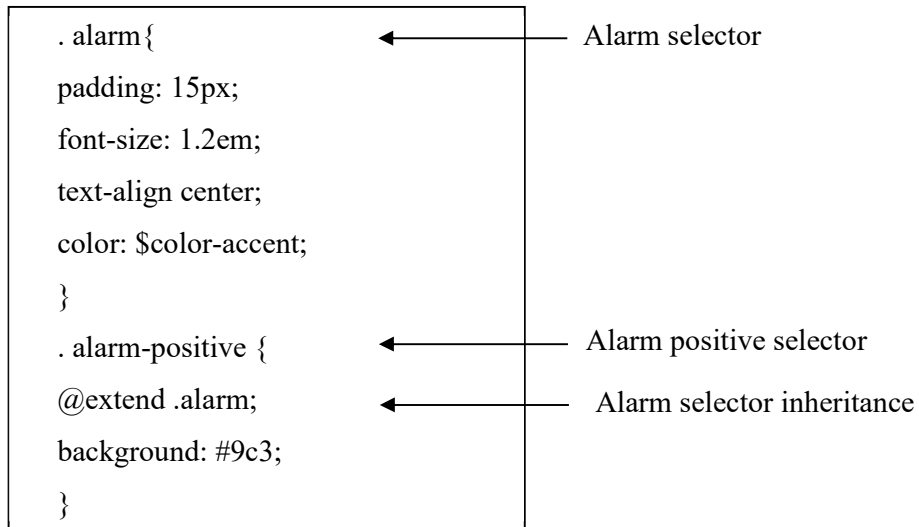 . alarm{ Alarm selector
padding: 15px;
font-size: 1.2em;
text-align center;
color: $color-accent;
}
. alarm-positive { Alarm positive selector
@extend .alarm; Alarm selector inheritance
background: #9c3;
}